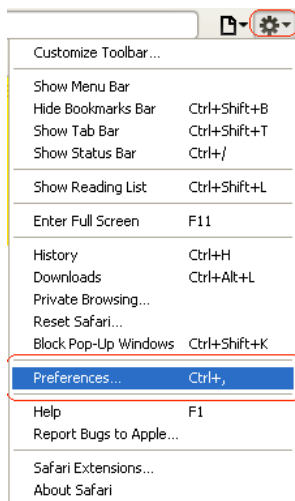 Customize Toolbar...
Show Menu Bar
Hide Bookmarks Bar Ctrl+Shift+B
Show Tab Bar Ctrl+Shift+T
Show Status Bar Ctrl+/
Show Reading List Ctrl+Shift+L
Enter Full Screen F11
History Ctrl+H
Downloads Ctrl+Alt+L
Private Browsing...
Reset Safari...
Block Pop-Up Windows Ctrl+Shift+K
Preferences... Ctrl+,
Help F1
Report Bugs to Apple...
Safari Extensions...
About Safari